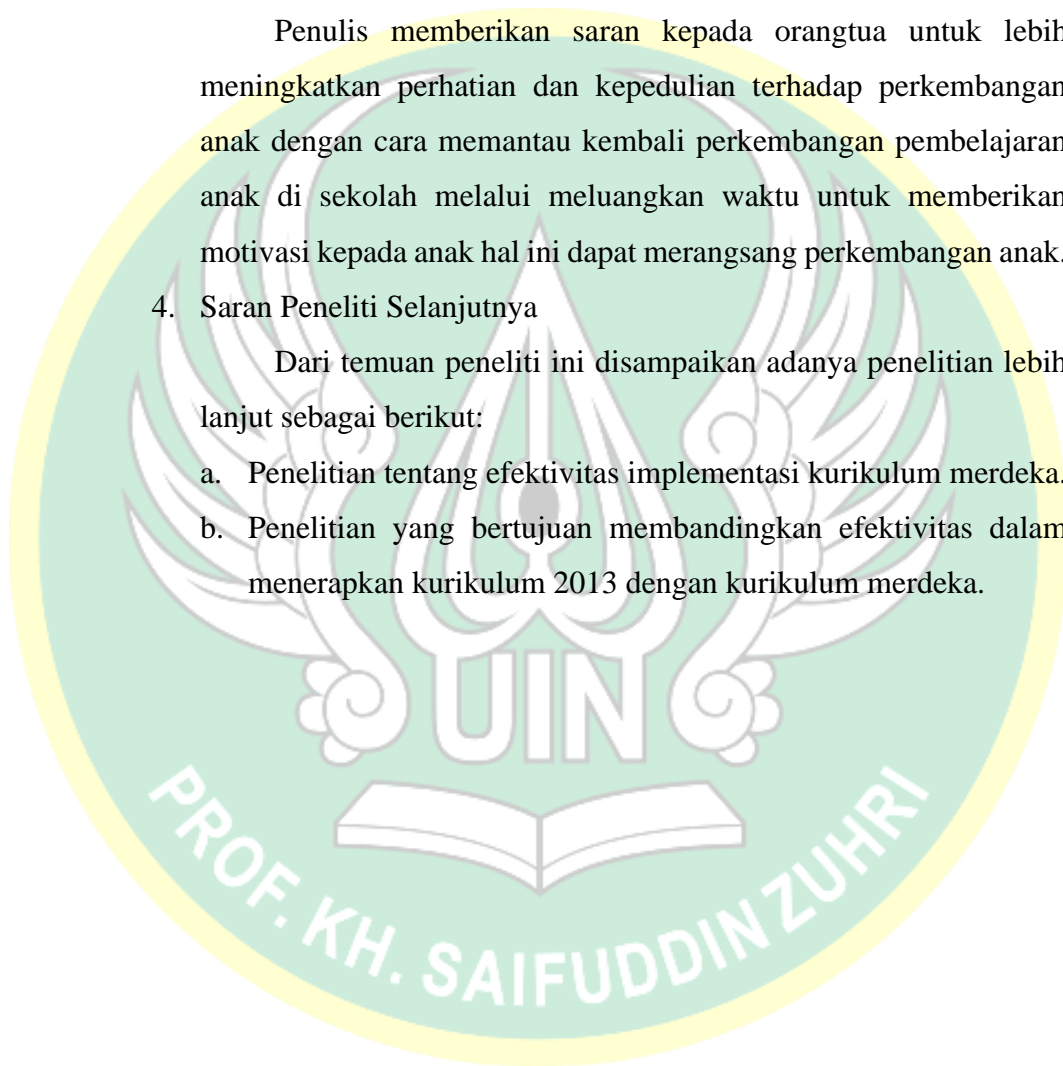 Penulis memberikan saran kepada orangtua untuk lebih
meningkatkan perhatian dan kepedulian terhadap perkembangan
anak dengan cara memantau kembali perkembangan pembelajaran
anak di sekolah melalui meluangkan waktu untuk memberikan
motivasi kepada anak hal ini dapat merangsang perkembangan anak.
4. Saran Peneliti Selanjutnya
Dari temuan peneliti ini disampaikan adanya penelitian lebih
lanjut sebagai berikut:
a. Penelitian tentang efektivitas implementasi kurikulum merdeka.
b. Penelitian yang bertujuan membandingkan efektivitas dalam
menerapkan kurikulum 2013 dengan kurikulum merdeka.
UIN
PROF. KH. SAIFUDDIN ZUHRI